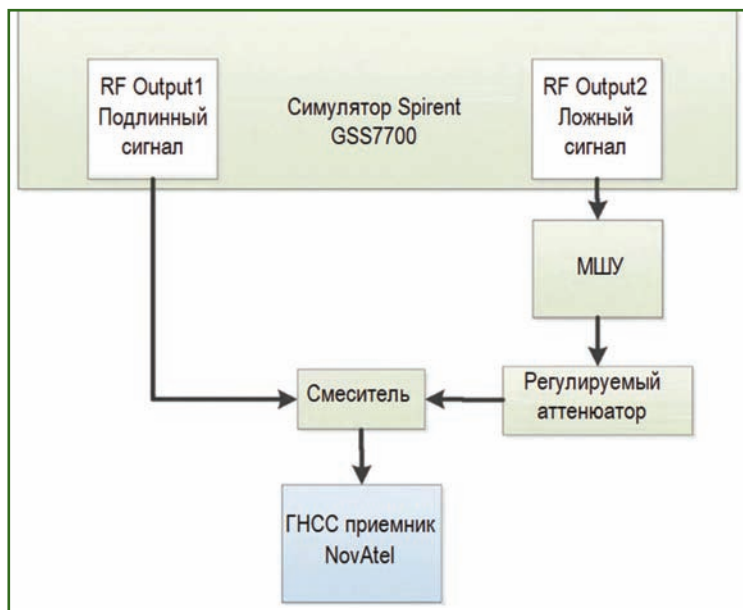 RF Output1
Подлинный
сигнал
Симулятор Spirent
GSS7700
RF Output2
Ложный
сигнал
МШУ
Смеситель
Регулируемый
аттенюатор
ГНСС приемник
NovAtel